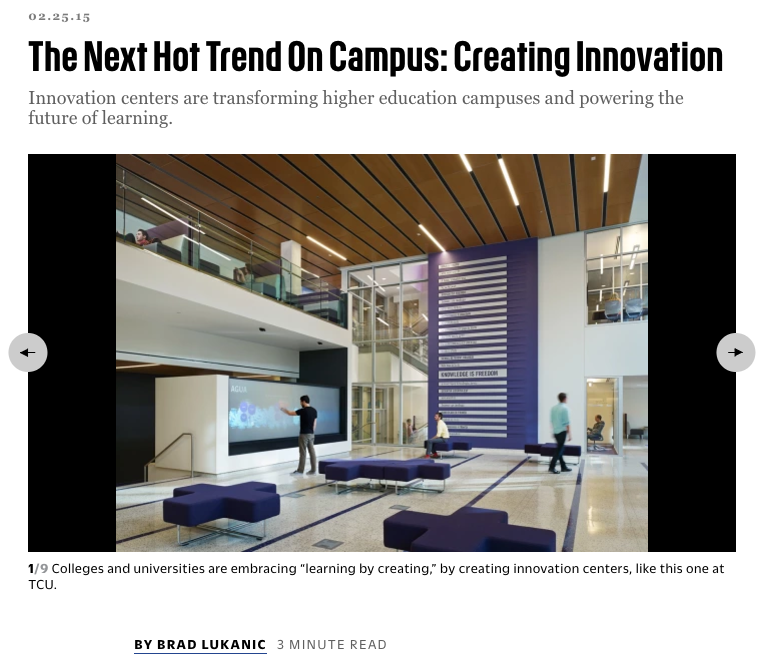 02.25.15
The Next Hot Trend On Campus: Creating Innovation
Innovation centers are transforming higher education campuses and powering the
future of learning.
KNOWLEDGE IS FREEDOM
1/9 Colleges and universities are embracing “learning by creating,” by creating innovation centers, like this one at
TCU.
BY BRAD LUKANIC 3 MINUTE READ